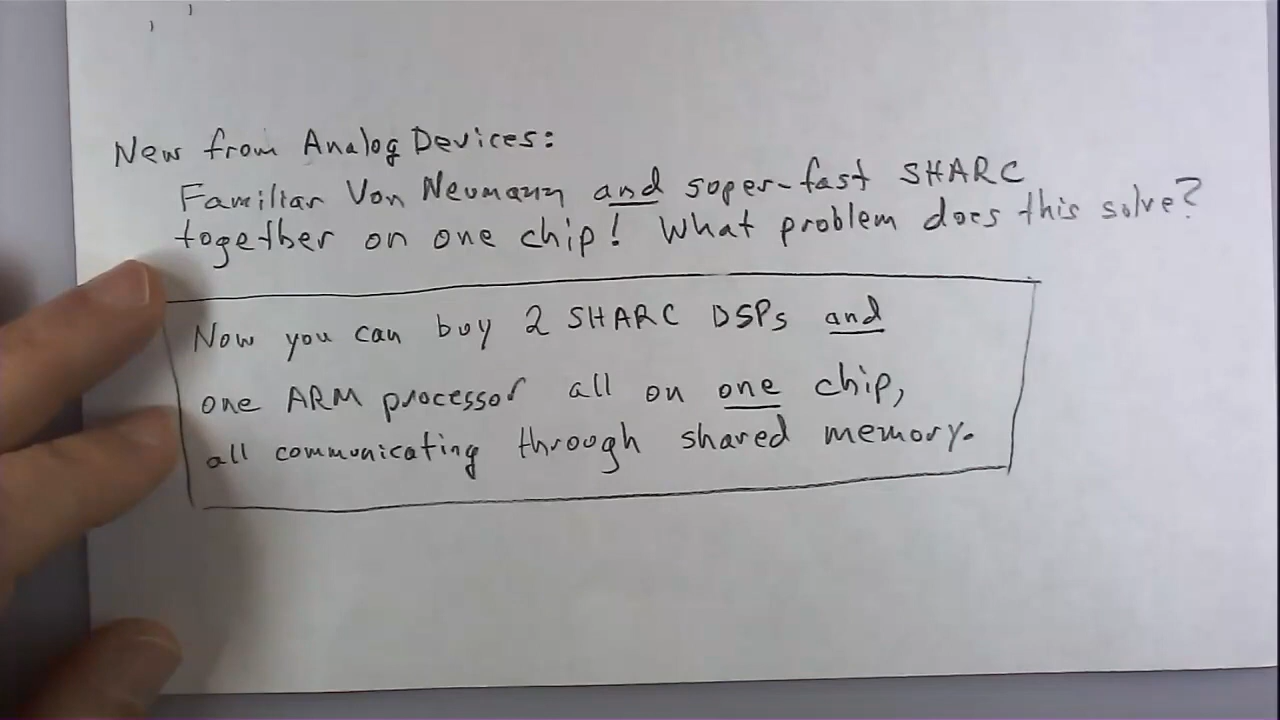 New from Analog Devices:
Familiar Von Neumann and super-fast SHARC
together on one chip! What problem does this solve?
Now you can buy 2 SHARC DSPs and
one ARM processor all on one chip,
all communicating through shared memory.